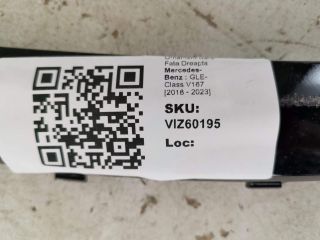 Fata Dreapta
Mercedes-
Benz : GLE-
Class V167
[2018 - 2023]
SKU:
VIZ60195
Loc: